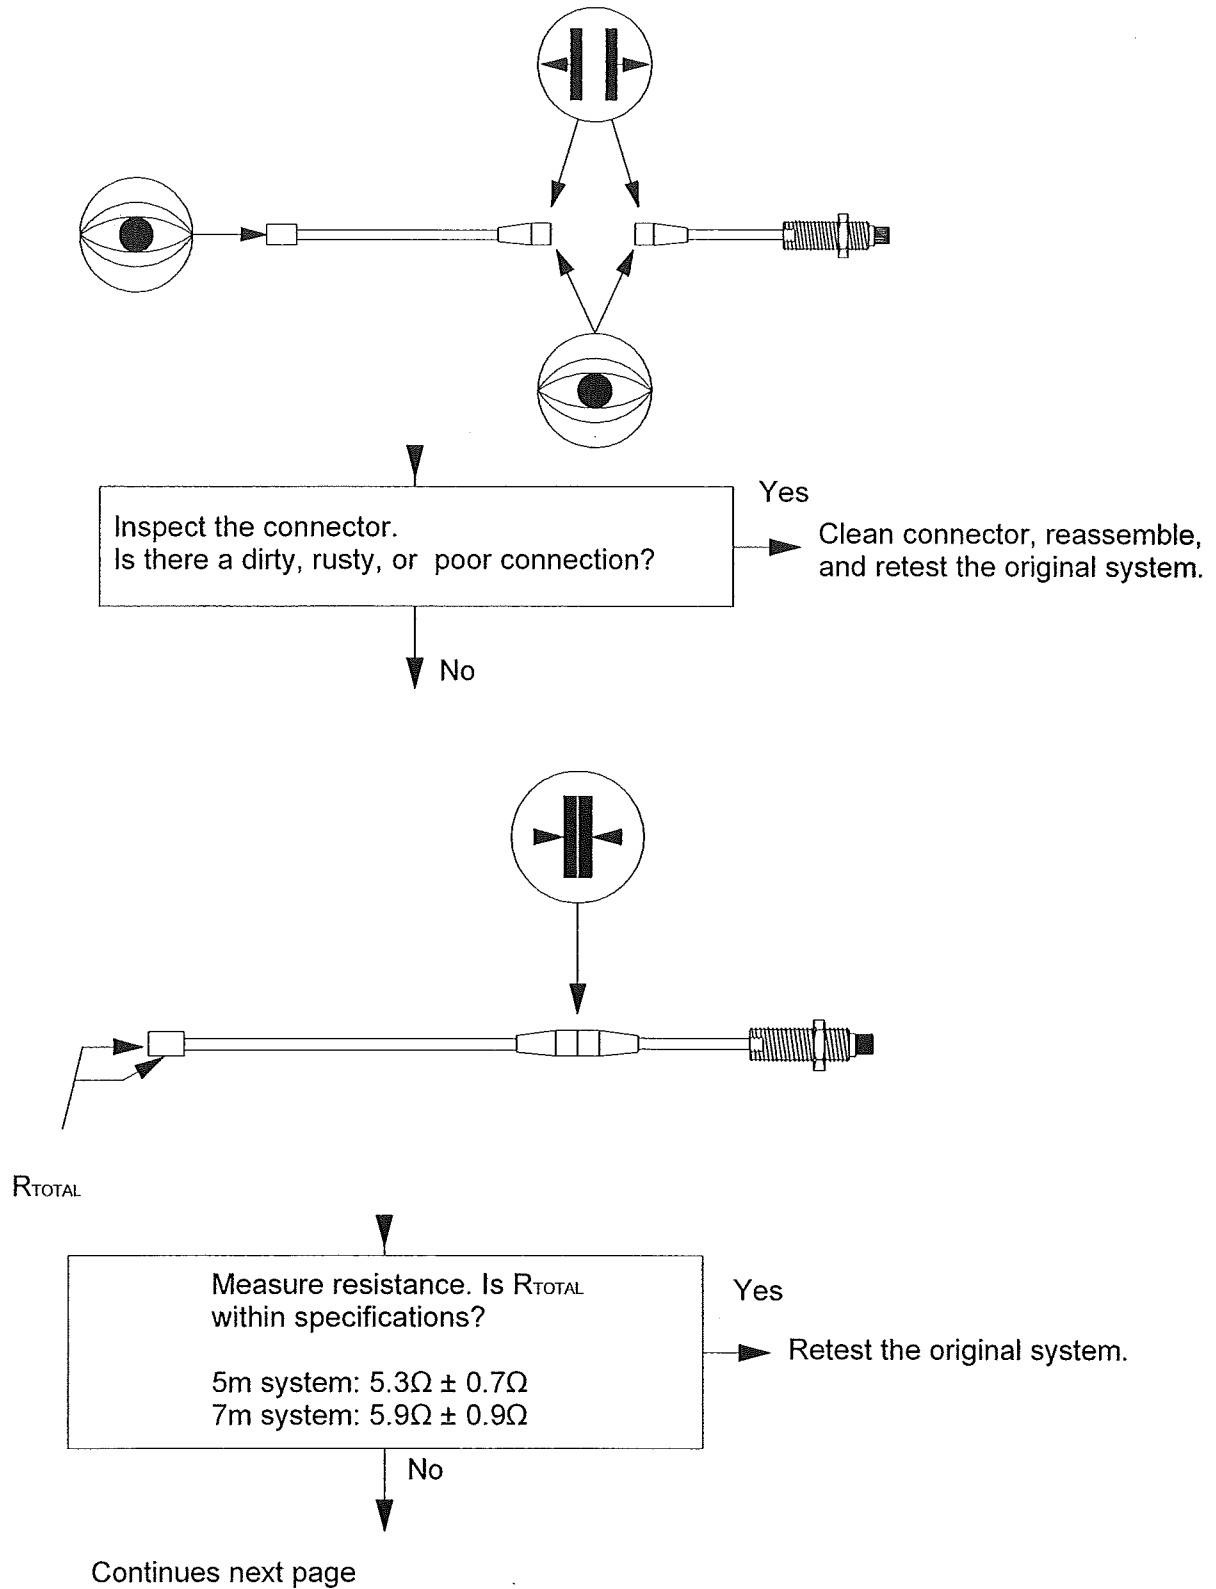 Yes
Inspect the connector.
Is there a dirty, rusty, or poor connection?
Clean connector, reassemble,
and retest the original system.
No
RTOTAL
Measure resistance. Is RTOTAL
within specifications?
5m system: 5.3Ω ± 0.7Ω
7m system: 5.9Ω ± 0.9Ω
Yes
Retest the original system.
No
Continues next page